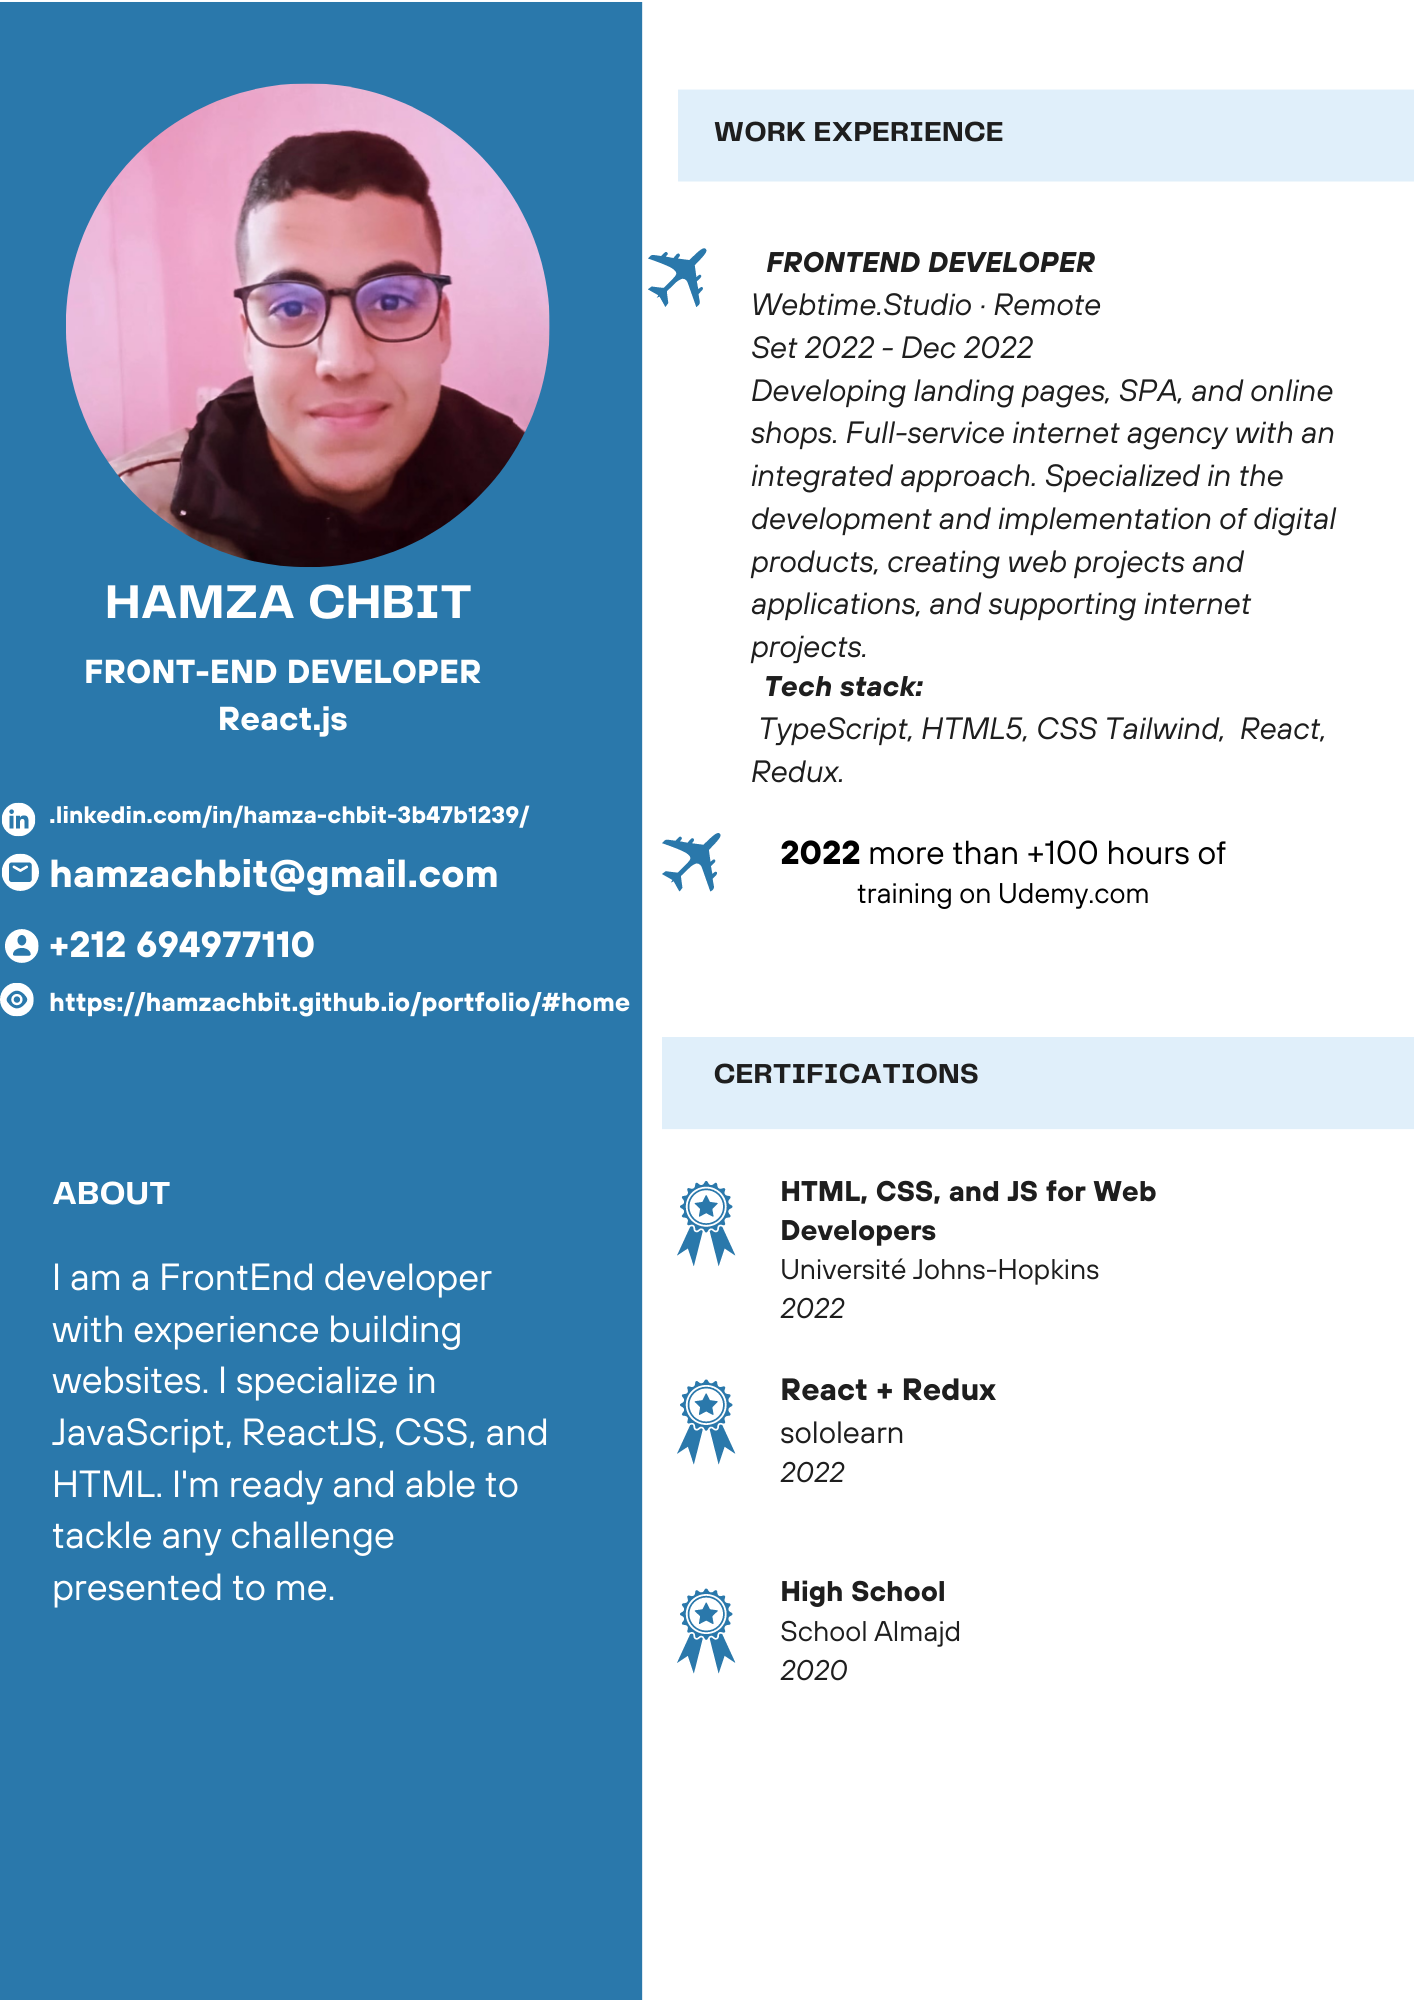 HAMZA CHBIT
FRONT-END DEVELOPER
React.js
in .linkedin.com/in/hamza-chbit-3b47b1239/
hamzachbit@gmail.com
+212 694977110
https://hamzachbit.github.io/portfolio/#home
ABOUT
I am a FrontEnd developer
with experience building
websites. I specialize in
JavaScript, ReactJS, CSS, and
HTML. I'm ready and able to
tackle any challenge
presented to me.
WORK EXPERIENCE
FRONTEND DEVELOPER
Webtime.Studio · Remote
Set 2022 - Dec 2022
Developing landing pages, SPA, and online
shops. Full-service internet agency with an
integrated approach. Specialized in the
development and implementation of digital
products, creating web projects and
applications, and supporting internet
projects.
Tech stack:
TypeScript, HTML5, CSS Tailwind, React,
Redux.
2022 more than +100 hours of
training on Udemy.com
CERTIFICATIONS
HTML, CSS, and JS for Web
Developers
Université Johns-Hopkins
2022
React + Redux
sololearn
2022
High School
School Almajd
2020